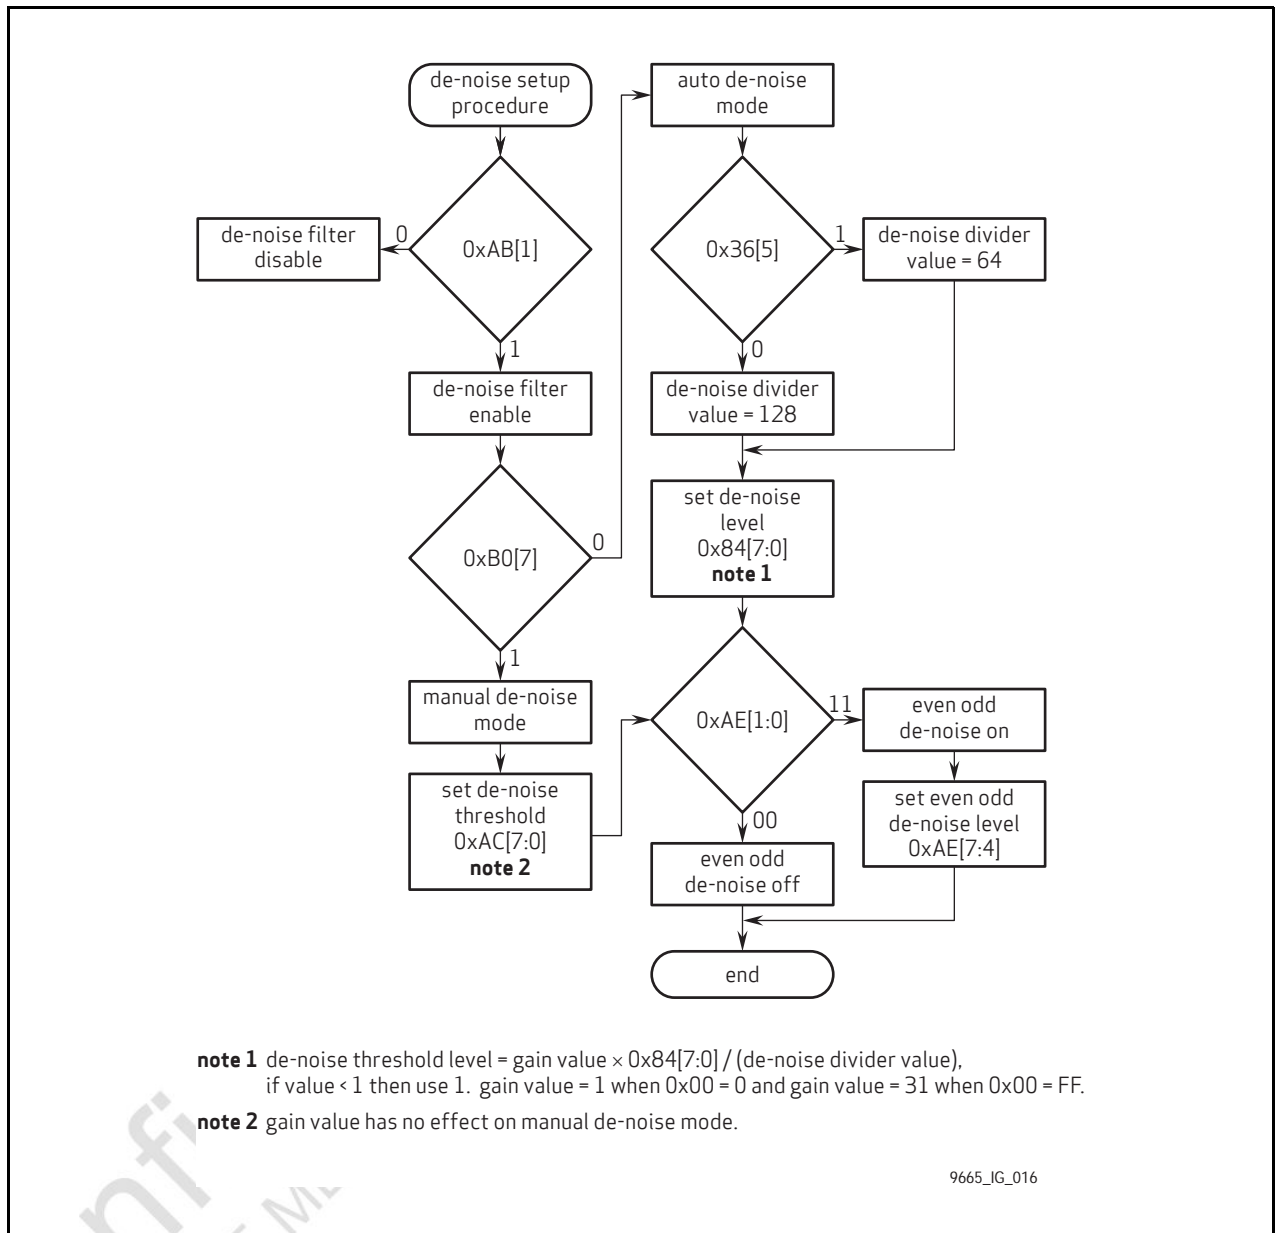 de-noise setup
procedure
0xAB[1]
0
de-noise filter
disable
1
de-noise filter
enable
0xB0[7]
0
1
manual de-noise
mode
set de-noise
threshold
0xAC[7:0]
note 2
auto de-noise
mode
0x36[5]
1
de-noise divider
value = 64
0
de-noise divider
value = 128
set de-noise
level
0x84[7:0]
note 1
0xAE[1:0]
11
even odd
de-noise on
set even odd
de-noise level
0xAE[7:4]
00
even odd
de-noise off
end
note 1 de-noise threshold level = gain value × 0x84[7:0] / (de-noise divider value),
if value < 1 then use 1. gain value = 1 when 0x00 = 0 and gain value = 31 when 0x00 = FF.
note 2 gain value has no effect on manual de-noise mode.
9665_IG_016